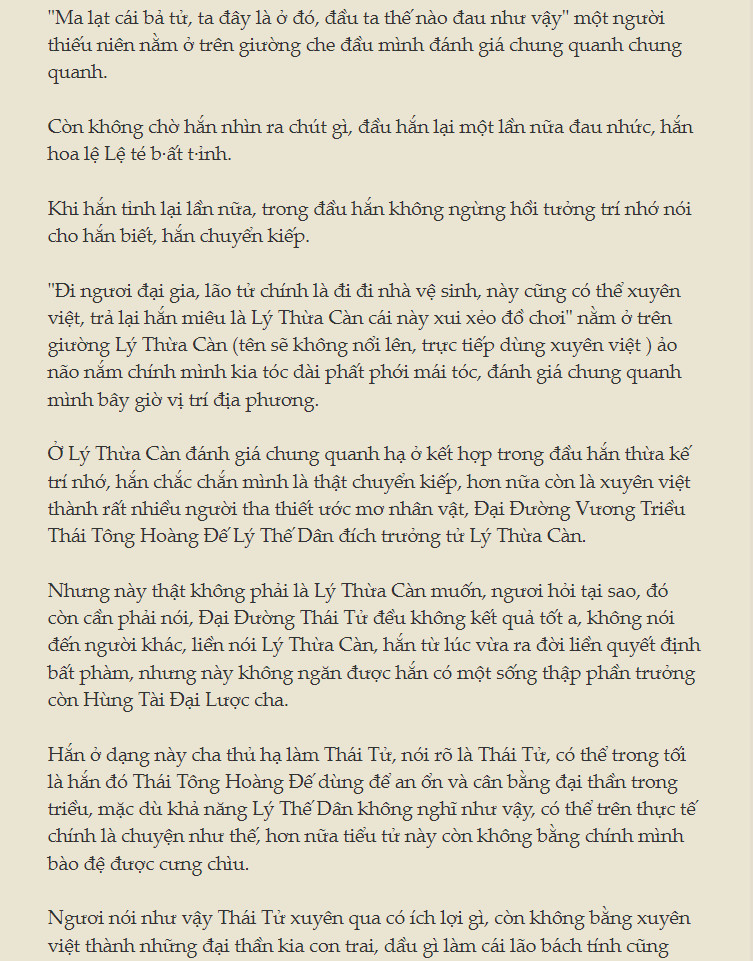 "Ma lạt cái bả tử, ta đây là ở đó, đầu ta thế nào đau như vậy" một người
thiếu niên nằm ở trên giường che đầu mình đánh giá chung quanh chung
quanh.
Còn không chờ hắn nhìn ra chút gì, đầu hắn lại một lần nữa đau nhức, hắn
hoa lệ Lệ té b·ất t·ỉnh.
Khi hắn tỉnh lại lần nữa, trong đầu hắn không ngừng hồi tưởng trí nhớ nói
cho hắn biết, hắn chuyển kiếp.
"Đi ngươi đại gia, lão tử chính là đi đi nhà vệ sinh, này cũng có thể xuyên
việt, trả lại hắn miêu là Lý Thừa Càn cái này xui xẻo đồ chơi" nằm ở trên
giường Lý Thừa Càn (tên sẽ không nổi lên, trực tiếp dùng xuyên việt ) ảo
não nắm chính mình kia tóc dài phất phới mái tóc, đánh giá chung quanh
mình bây giờ vị trí địa phương.
Ở Lý Thừa Càn đánh giá chung quanh hạ ở kết hợp trong đầu hắn thừa kế
trí nhớ, hắn chắc chắn mình là thật chuyển kiếp, hơn nữa còn là xuyên việt
thành rất nhiều người tha thiết ước mơ nhân vật, Đại Đường Vương Triều
Thái Tông Hoàng Đế Lý Thế Dân đích trưởng tử Lý Thừa Càn.
Nhưng này thật không phải là Lý Thừa Càn muốn, ngươi hỏi tại sao, đó
còn cần phải nói, Đại Đường Thái Tử đều không kết quả tốt a, không nói
đến người khác, liền nói Lý Thừa Càn, hắn từ lúc vừa ra đời liền quyết định
bất phàm, nhưng này không ngăn được hắn có một sống thập phần trưởng
còn Hùng Tài Đại Lược cha.
Hắn ở dạng này cha thủ hạ làm Thái Tử, nói rõ là Thái Tử, có thể trong tối
là hắn đó Thái Tông Hoàng Đế dùng để an ổn và cân bằng đại thần trong
triều, mặc dù khả năng Lý Thế Dân không nghĩ như vậy, có thể trên thực tế
chính là chuyện như thế, hơn nữa tiểu tử này còn không bằng chính mình
bào đệ được cưng chìu.
Ngươi nói như vậy Thái Tử xuyên qua có ích lợi gì, còn không bằng xuyên
việt thành những đại thần kia con trai, dầu gì làm cái lão bách tính cũng